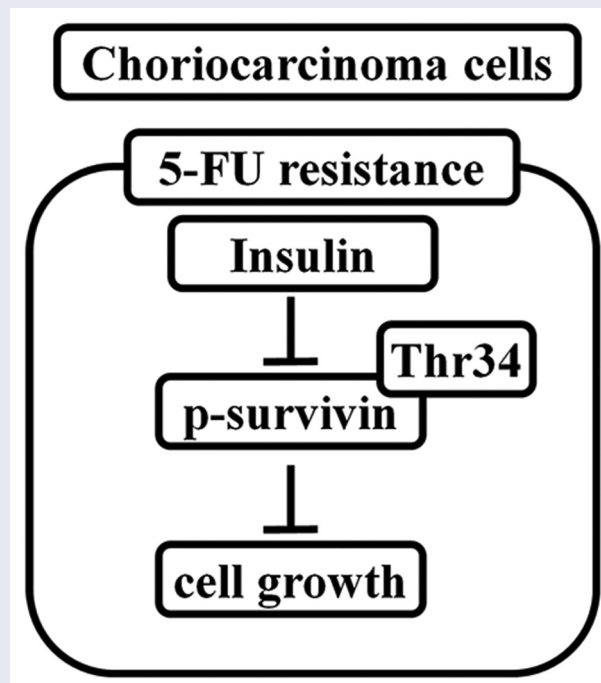 Choriocarcinoma cells
5-FU resistance
Insulin
Thr34
p-survivin
cell growth